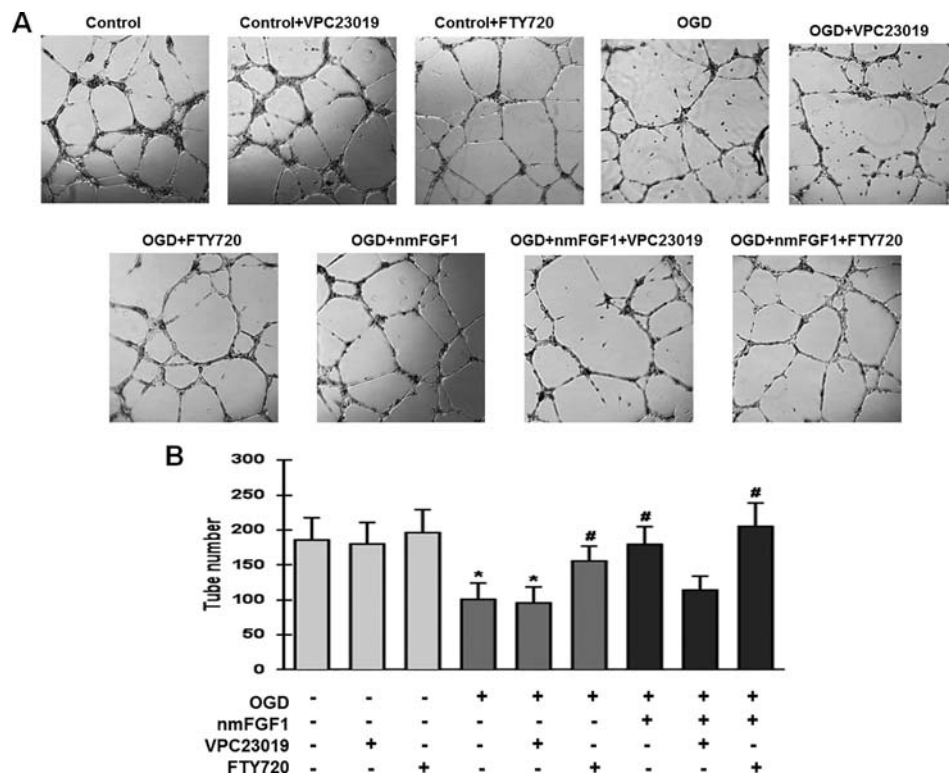 A
Control
Control+VPC23019
Control+FTY720
OGD
OGD+VPC23019
OGD+FTY720
OGD+nmFGF1
OGD+nmFGF1+VPC23019
OGD+nmFGF1+FTY720
B
Tube number
300
250
200
150
100
50
0
* * # # #
OGD - - - + + + + + +
nmFGF1 - - - - - - + + +
VPC23019 - + - - + - - + -
FTY720 - - + - - + - - +